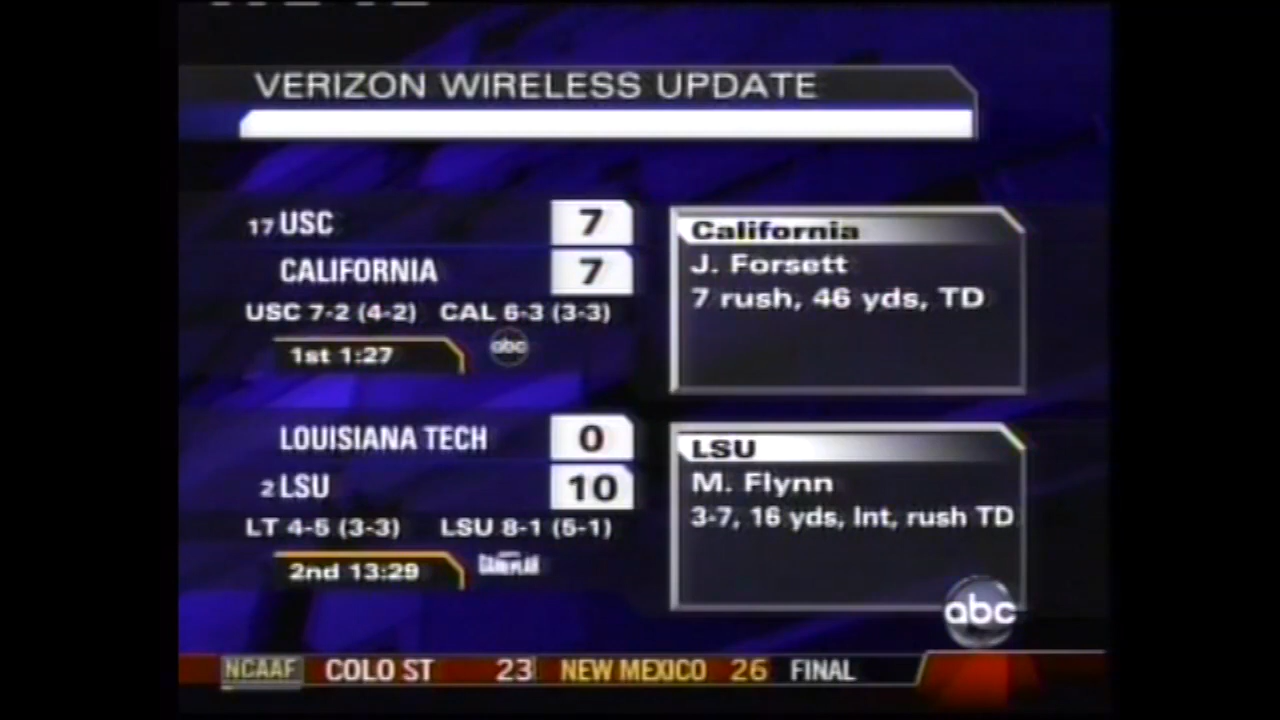 VERIZON WIRELESS UPDATE
17 USC 7
CALIFORNIA 7
USC 7-2 (4-2) CAL 6-3 (3-3)
1st 1:27 abc
California
J. Forsett
7 rush, 46 yds, TD
LOUISIANA TECH 0
2 LSU 10
LT 4-5 (3-3) LSU 8-1 (5-1)
2nd 13:29 GAMEPLAN
LSU
M. Flynn
3-7, 16 yds, Int, rush TD
abc
NCAAF COLO ST 23 NEW MEXICO 26 FINAL